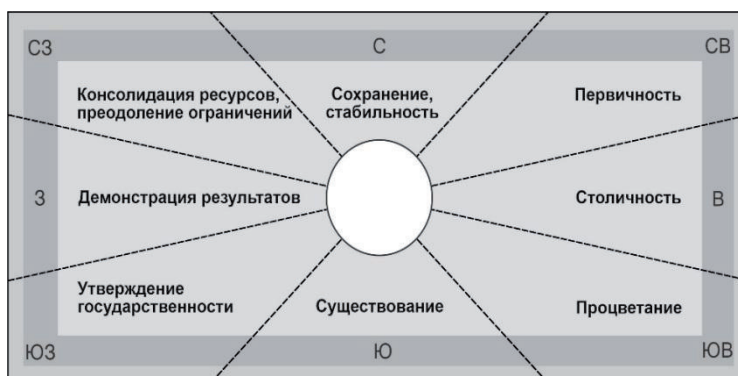 СЗ
С
СВ
Консолидация ресурсов,
преодоление ограничений
Сохранение,
стабильность
Первичность
З
Демонстрация результатов
Столичность
В
Утверждение
государственности
Существование
Процветание
ЮЗ
Ю
ЮВ